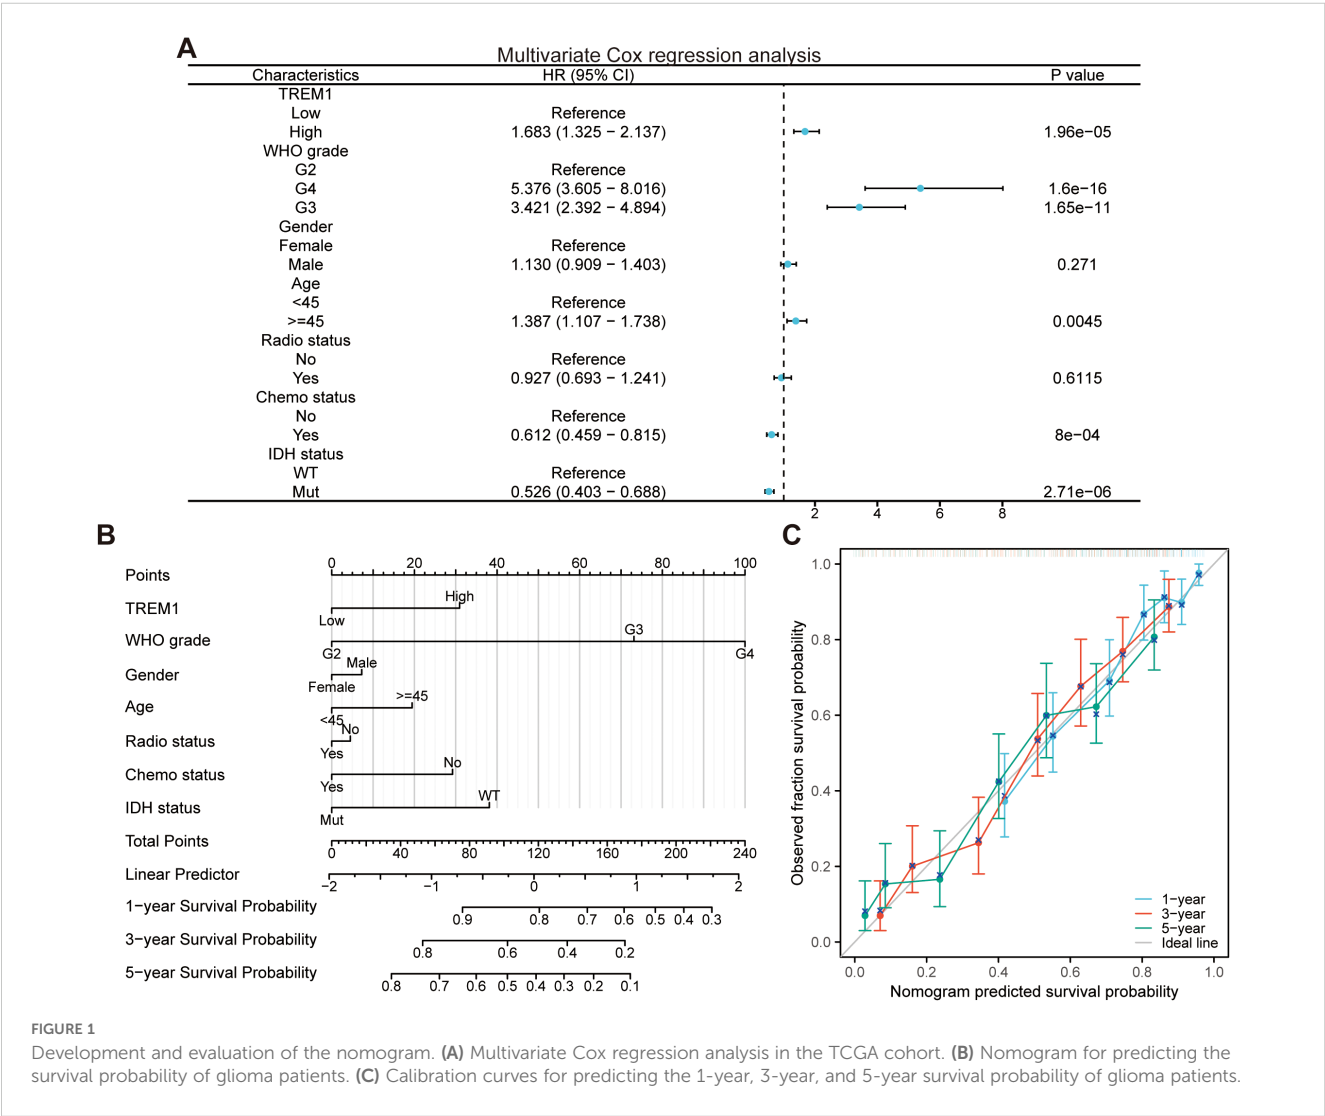 A
Multivariate Cox regression analysis
Characteristics HR (95% CI) P value
TREM1
Low Reference
High 1.683 (1.325 − 2.137) 1.96e−05
WHO grade
G2 Reference
G4 5.376 (3.605 − 8.016) 1.6e−16
G3 3.421 (2.392 − 4.894) 1.65e−11
Gender
Female Reference
Male 1.130 (0.909 − 1.403) 0.271
Age
<45 Reference
>=45 1.387 (1.107 − 1.738) 0.0045
Radio status
No Reference
Yes 0.927 (0.693 − 1.241) 0.6115
Chemo status
No Reference
Yes 0.612 (0.459 − 0.815) 8e−04
IDH status
WT Reference
Mut 0.526 (0.403 − 0.688) 2.71e−06
2 4 6 8
B
Points 0 20 40 60 80 100
TREM1 Low High
WHO grade G2 G3 G4
Gender Female Male
Age <45 >=45
Radio status Yes No
Chemo status Yes No
IDH status Mut WT
Total Points 0 40 80 120 160 200 240
Linear Predictor −2 −1 0 1 2
1−year Survival Probability 0.9 0.8 0.7 0.6 0.5 0.4 0.3
3−year Survival Probability 0.8 0.6 0.4 0.2
5−year Survival Probability 0.8 0.7 0.6 0.5 0.4 0.3 0.2 0.1
C
Observed fraction survival probability
1.0
0.8
0.6
0.4
0.2
0.0
1−year
3−year
5−year
Ideal line
0.0 0.2 0.4 0.6 0.8 1.0
Nomogram predicted survival probability
FIGURE 1
Development and evaluation of the nomogram. (A) Multivariate Cox regression analysis in the TCGA cohort. (B) Nomogram for predicting the
survival probability of glioma patients. (C) Calibration curves for predicting the 1-year, 3-year, and 5-year survival probability of glioma patients.